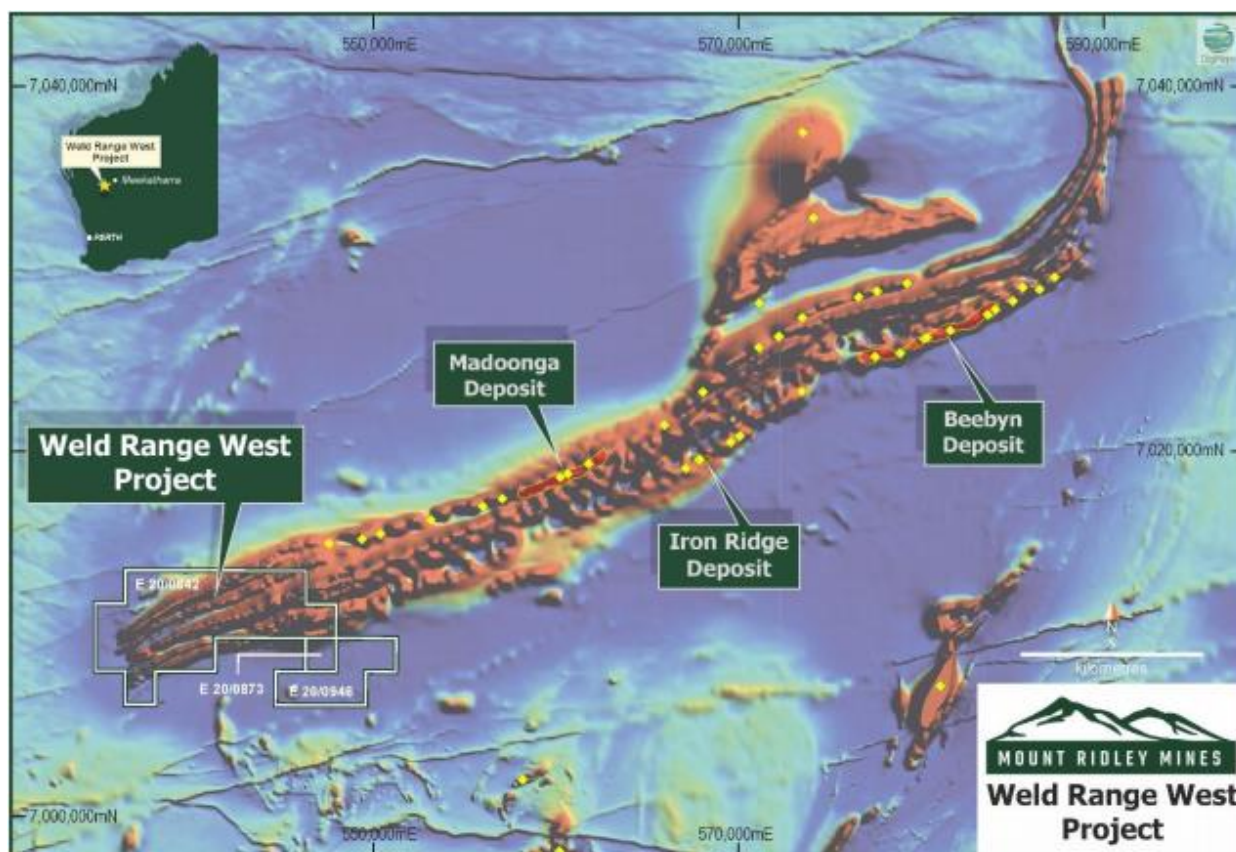 550,000mE
570,000mE
590,000mE
7,040,000mN
7,040,000mN
Weld Range West
Project
Meekatharra
PERTH
Madoonga
Deposit
Beebyn
Deposit
Weld Range West
Project
7,020,000mN
Iron Ridge
Deposit
E 20/0842
E 20/0873
E 20/0946
kilometres
MOUNT RIDLEY MINES
Weld Range West
Project
7,000,000mN
550,000mE
570,000mE